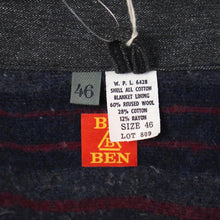 46
W. P. L. 6428
SHELL ALL COTTON
BLANKET LINING
60% REUSED WOOL
28% COTTON
12% RAYON
SIZE 46
LOT 809
B
BEN